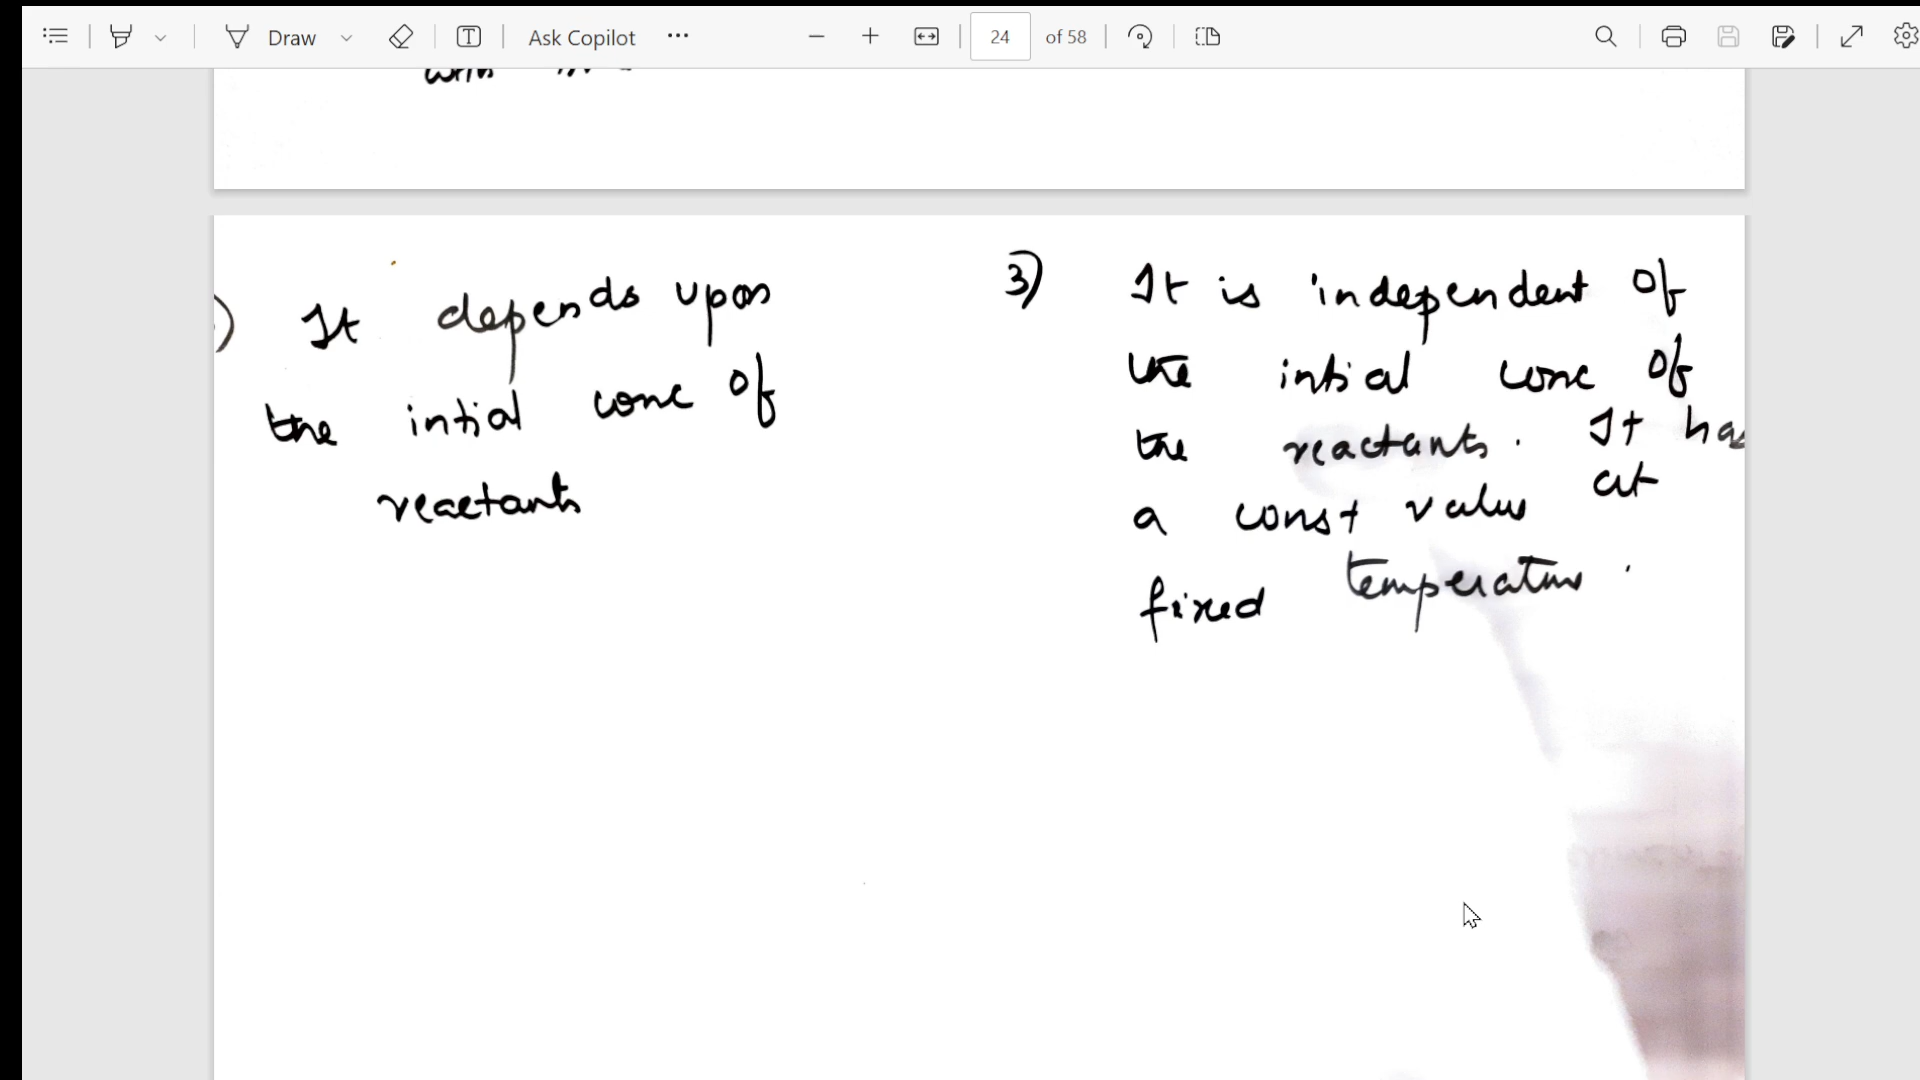 Draw
Ask Copilot
24 of 58
with
It depends upon
the intial conc of
reactants
3) It is independent of
the intial conc of
the reactants. It has
a const value at
fixed temperature.